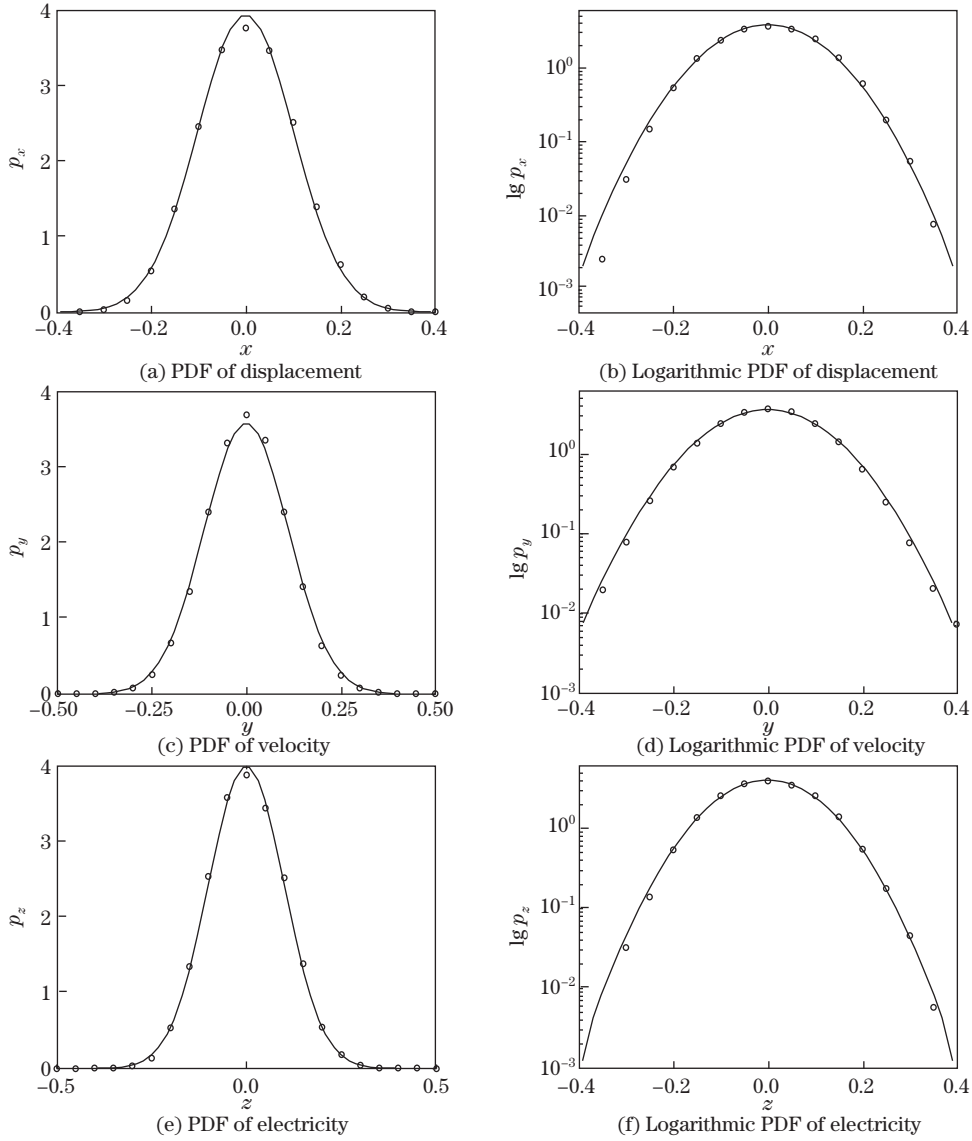 4
3
2
1
0
p_x
−0.4 −0.2 0.0 0.2 0.4
x
(a) PDF of displacement
10^0
10^−1
10^−2
10^−3
lg p_x
−0.4 −0.2 0.0 0.2 0.4
x
(b) Logarithmic PDF of displacement
4
3
2
1
0
p_y
−0.50 −0.25 0.00 0.25 0.50
y
(c) PDF of velocity
10^0
10^−1
10^−2
10^−3
lg p_y
−0.4 −0.2 0.0 0.2 0.4
y
(d) Logarithmic PDF of velocity
4
3
2
1
0
p_z
−0.5 0.0 0.5
z
(e) PDF of electricity
10^0
10^−1
10^−2
10^−3
lg p_z
−0.4 −0.2 0.0 0.2 0.4
z
(f) Logarithmic PDF of electricity